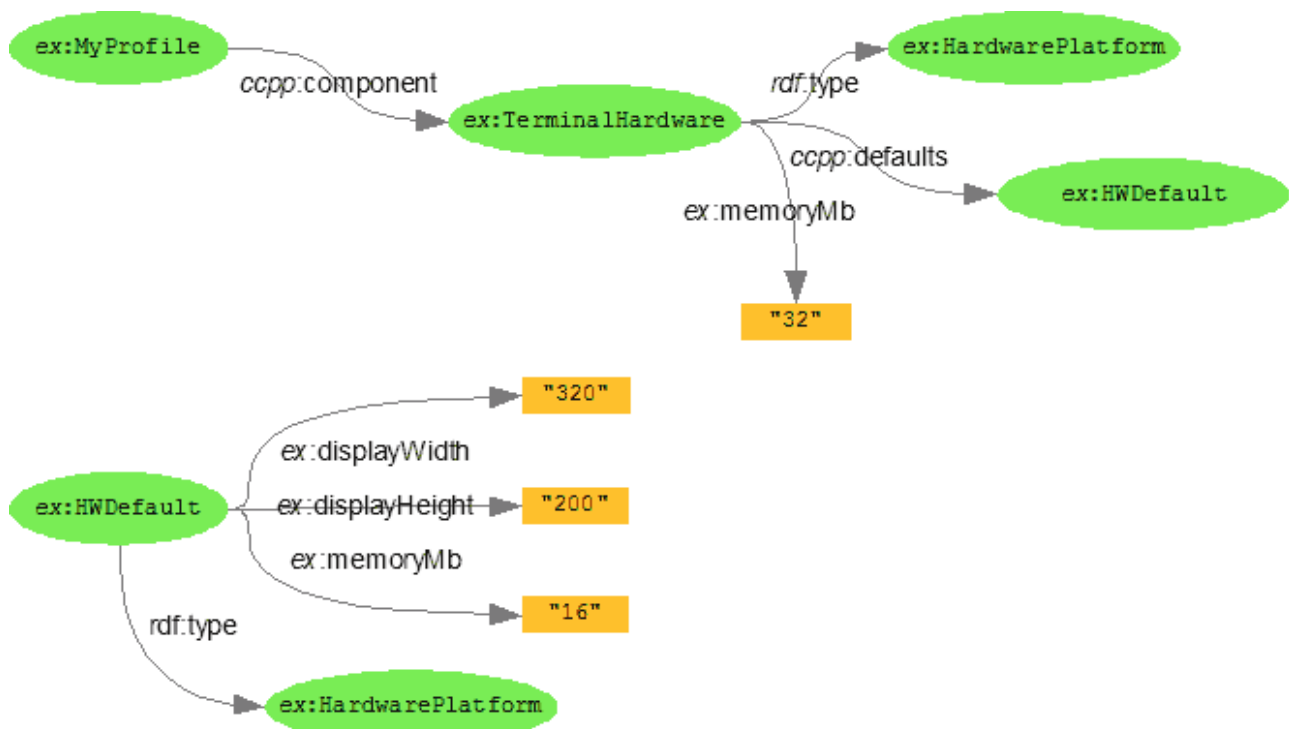 ex:MyProfile
ex:HardwarePlatform
ccpp:component
rdf:type
ex:TerminalHardware
ccpp:defaults
ex:HWDefault
ex:memoryMb
"32"
"320"
ex:displayWidth
ex:HWDefault
ex:displayHeight
"200"
ex:memoryMb
"16"
rdf:type
ex:HardwarePlatform